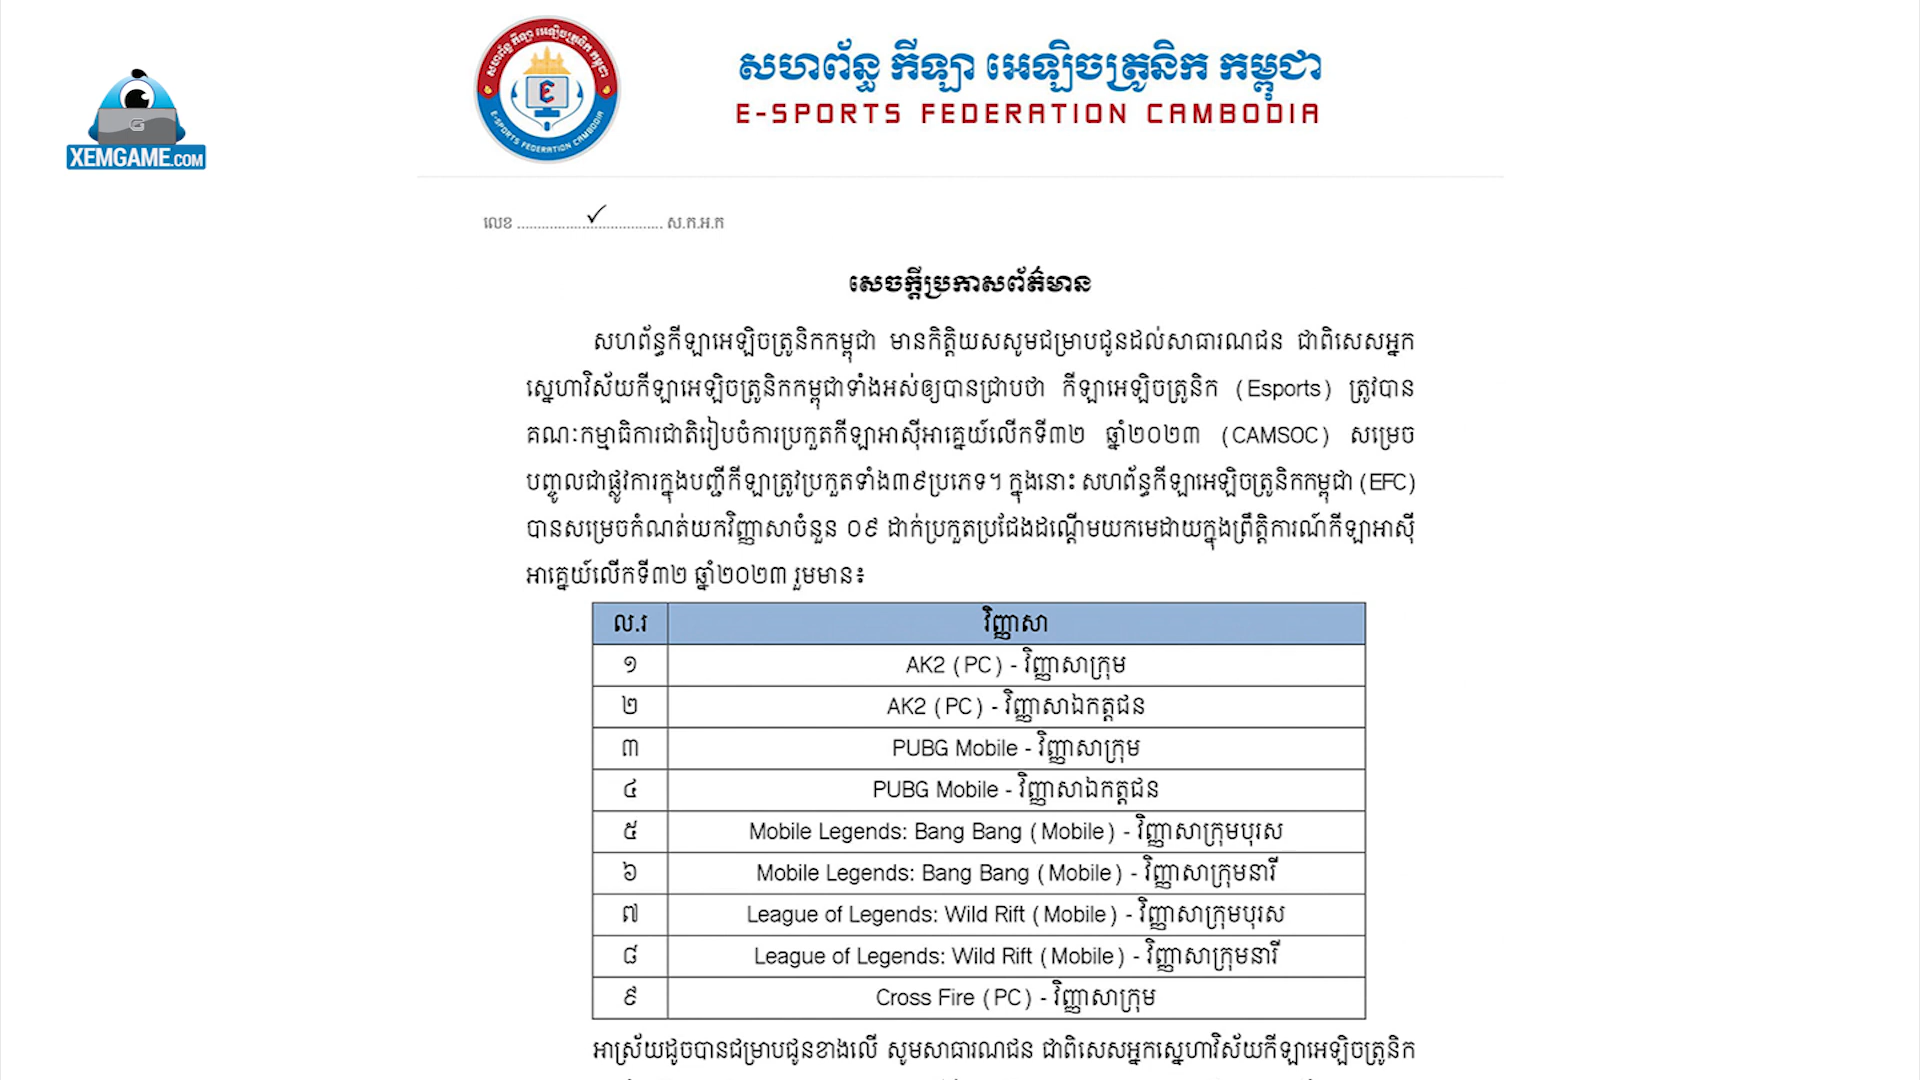 សហព័ន្ធ កីឡា អេឡិចត្រូនិក កម្ពុជា
E-SPORTS FEDERATION CAMBODIA
សហព័ន្ធ កីឡា អេឡិចត្រូនិក កម្ពុជា
E-SPORTS FEDERATION CAMBODIA
XEMGAME.COM
លេខ ................................... ស.ក.អ.ក
សេចក្តីប្រកាសព័ត៌មាន
សហព័ន្ធកីឡាអេឡិចត្រូនិកកម្ពុជា មានកិត្តិយសសូមជម្រាបជូនដល់សាធារណជន ជាពិសេសអ្នក
ស្នេហាវិស័យកីឡាអេឡិចត្រូនិកកម្ពុជាទាំងអស់ឲ្យបានជ្រាបថា កីឡាអេឡិចត្រូនិក (Esports) ត្រូវបាន
គណៈកម្មាធិការជាតិរៀបចំការប្រកួតកីឡាអាស៊ីអាគ្នេយ៍លើកទី៣២ ឆ្នាំ២០២៣ (CAMSOC) សម្រេច
បញ្ចូលជាផ្លូវការក្នុងបញ្ជីកីឡាត្រូវប្រកួតទាំង៣៩ប្រភេទ។ ក្នុងនោះ សហព័ន្ធកីឡាអេឡិចត្រូនិកកម្ពុជា (EFC)
បានសម្រេចកំណត់យកវិញ្ញាសាចំនួន ០៩ ដាក់ប្រកួតប្រជែងដណ្តើមយកមេដាយក្នុងព្រឹត្តិការណ៍កីឡាអាស៊ី
អាគ្នេយ៍លើកទី៣២ ឆ្នាំ២០២៣ រួមមាន៖
ល.រ វិញ្ញាសា
១ AK2 (PC) - វិញ្ញាសាក្រុម
២ AK2 (PC) - វិញ្ញាសាឯកត្តជន
៣ PUBG Mobile - វិញ្ញាសាក្រុម
៤ PUBG Mobile - វិញ្ញាសាឯកត្តជន
៥ Mobile Legends: Bang Bang (Mobile) - វិញ្ញាសាក្រុមបុរស
៦ Mobile Legends: Bang Bang (Mobile) - វិញ្ញាសាក្រុមនារី
៧ League of Legends: Wild Rift (Mobile) - វិញ្ញាសាក្រុមបុរស
៨ League of Legends: Wild Rift (Mobile) - វិញ្ញាសាក្រុមនារី
៩ Cross Fire (PC) - វិញ្ញាសាក្រុម
អាស្រ័យដូចបានជម្រាបជូនខាងលើ សូមសាធារណជន ជាពិសេសអ្នកស្នេហាវិស័យកីឡាអេឡិចត្រូនិក